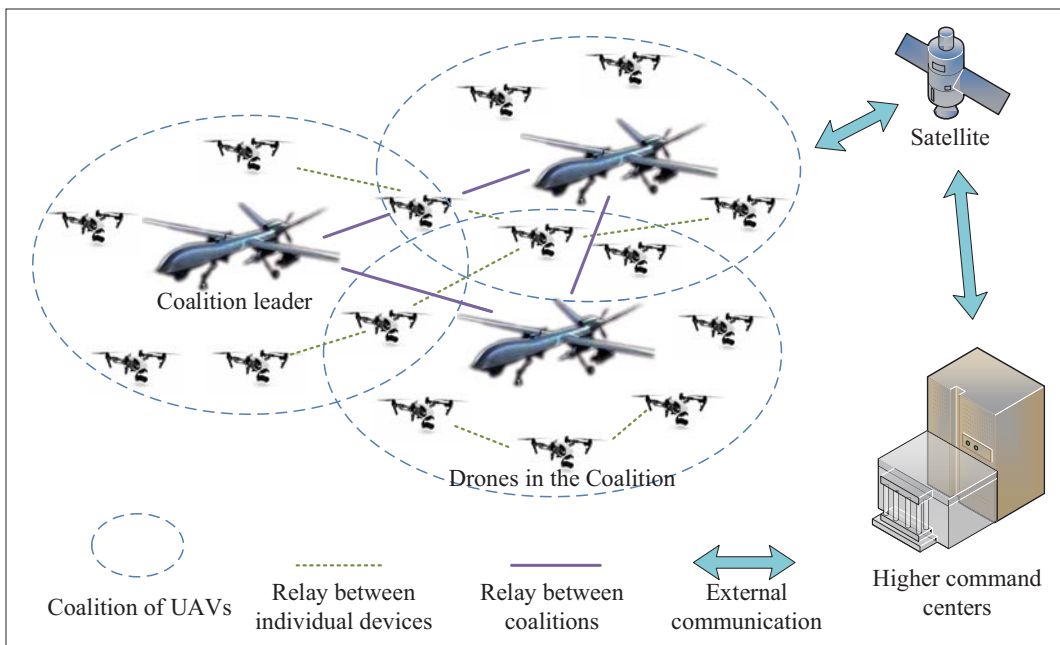 Satellite
Coalition leader
Drones in the Coalition
Higher command
centers
Coalition of UAVs
Relay between
individual devices
Relay between
coalitions
External
communication